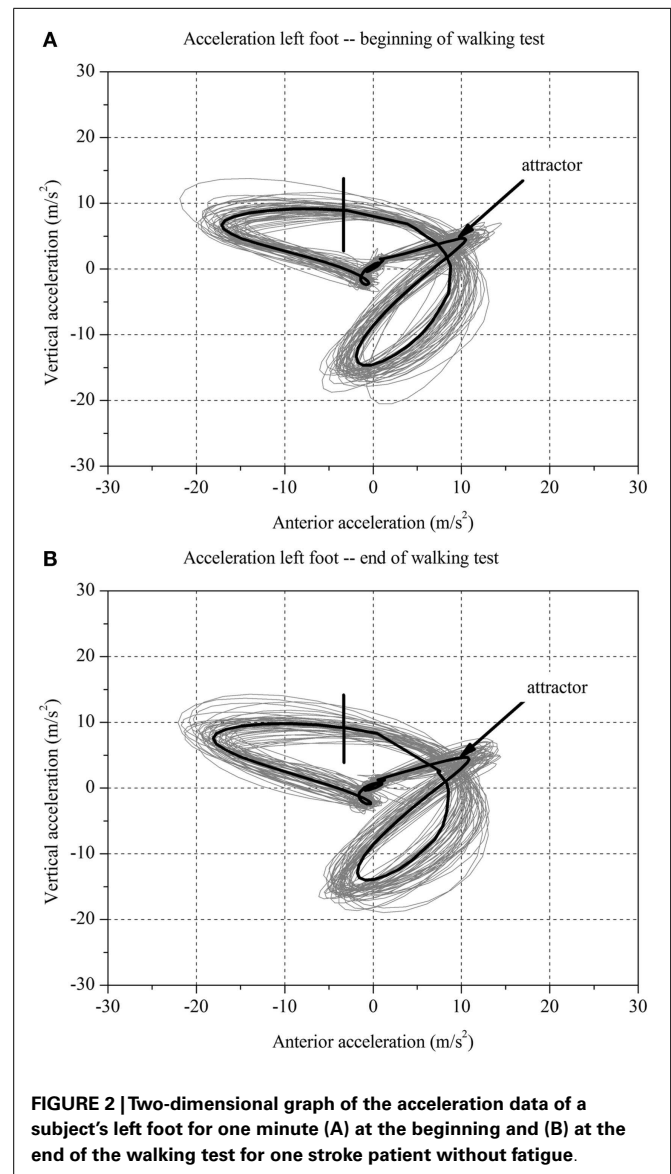 A
Acceleration left foot -- beginning of walking test
30
20
10
0
-10
-20
-30
Vertical acceleration (m/s²)
attractor
-30 -20 -10 0 10 20 30
Anterior acceleration (m/s²)
B
Acceleration left foot -- end of walking test
30
20
10
0
-10
-20
-30
Vertical acceleration (m/s²)
attractor
-30 -20 -10 0 10 20 30
Anterior acceleration (m/s²)
FIGURE 2 | Two-dimensional graph of the acceleration data of a
subject's left foot for one minute (A) at the beginning and (B) at the
end of the walking test for one stroke patient without fatigue.